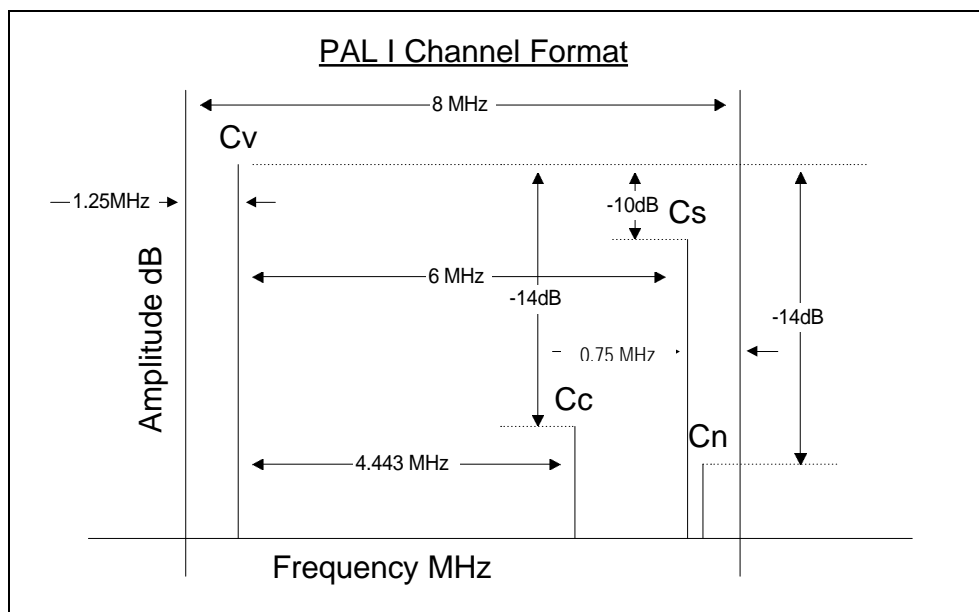 PAL I Channel Format
8 MHz
Cv
1.25MHz
-10dB
Cs
6 MHz
-14dB
-14dB
0.75 MHz
Cc
Cn
4.443 MHz
Amplitude dB
Frequency MHz